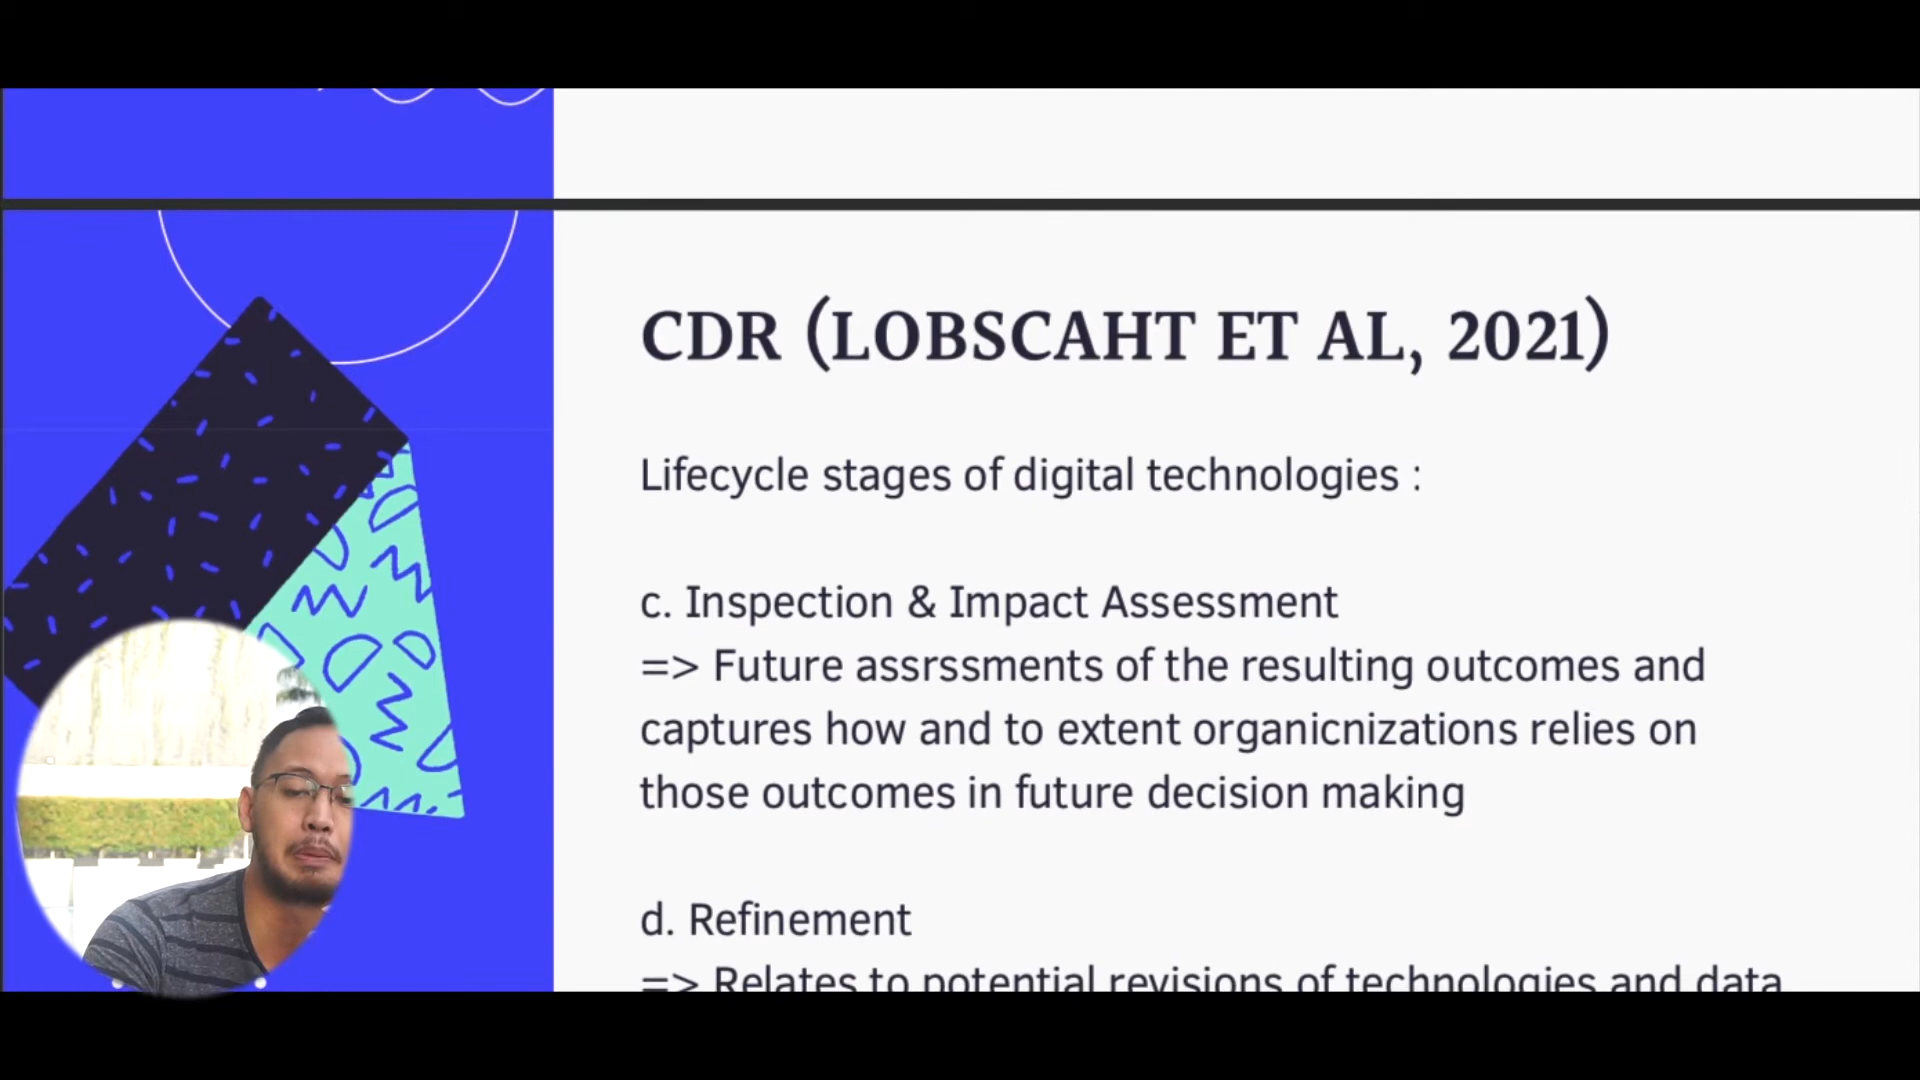 CDR (LOBSCAHT ET AL, 2021)
Lifecycle stages of digital technologies :
c. Inspection & Impact Assessment
=> Future assrssments of the resulting outcomes and
captures how and to extent organicnizations relies on
those outcomes in future decision making
d. Refinement
=> Relates to potential revisions of technologies and data